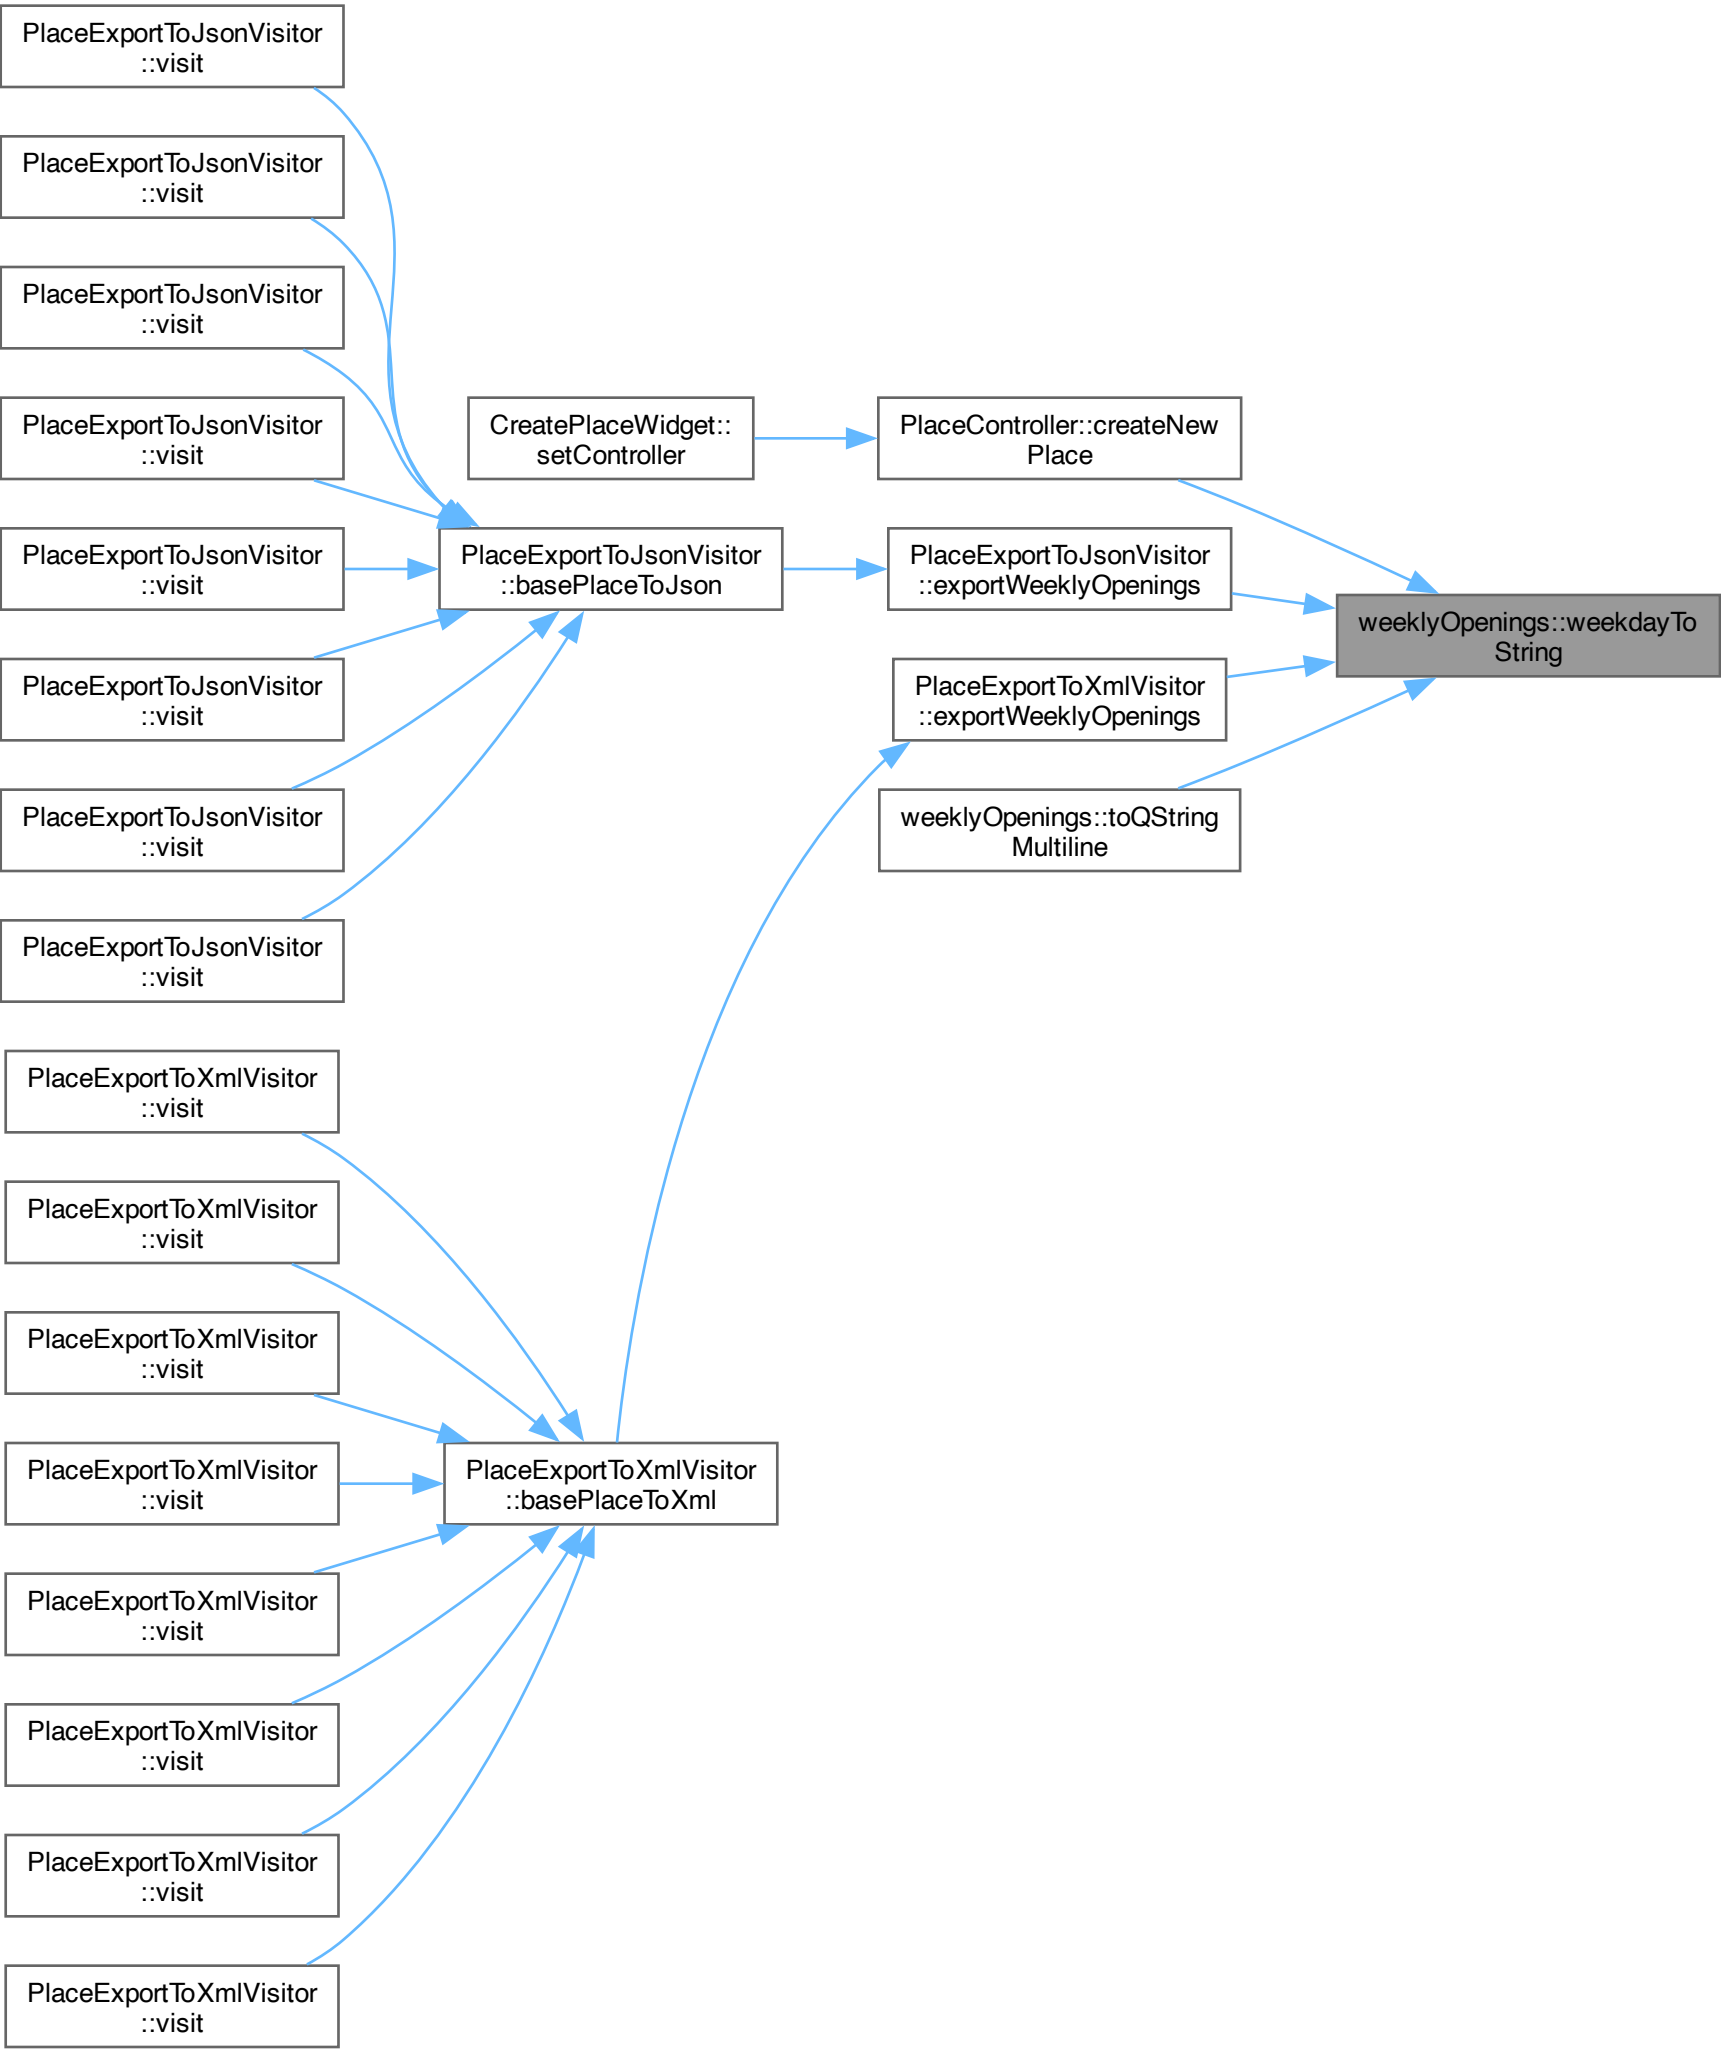 PlaceExportToJsonVisitor
::visit
PlaceExportToJsonVisitor
::visit
PlaceExportToJsonVisitor
::visit
PlaceExportToJsonVisitor
::visit
PlaceExportToJsonVisitor
::visit
PlaceExportToJsonVisitor
::visit
PlaceExportToJsonVisitor
::visit
PlaceExportToJsonVisitor
::visit
PlaceExportToXmlVisitor
::visit
PlaceExportToXmlVisitor
::visit
PlaceExportToXmlVisitor
::visit
PlaceExportToXmlVisitor
::visit
PlaceExportToXmlVisitor
::visit
PlaceExportToXmlVisitor
::visit
PlaceExportToXmlVisitor
::visit
PlaceExportToXmlVisitor
::visit
CreatePlaceWidget::
setController
PlaceExportToJsonVisitor
::basePlaceToJson
PlaceExportToXmlVisitor
::basePlaceToXml
PlaceController::createNew
Place
PlaceExportToJsonVisitor
::exportWeeklyOpenings
PlaceExportToXmlVisitor
::exportWeeklyOpenings
weeklyOpenings::toQString
Multiline
weeklyOpenings::weekdayTo
String